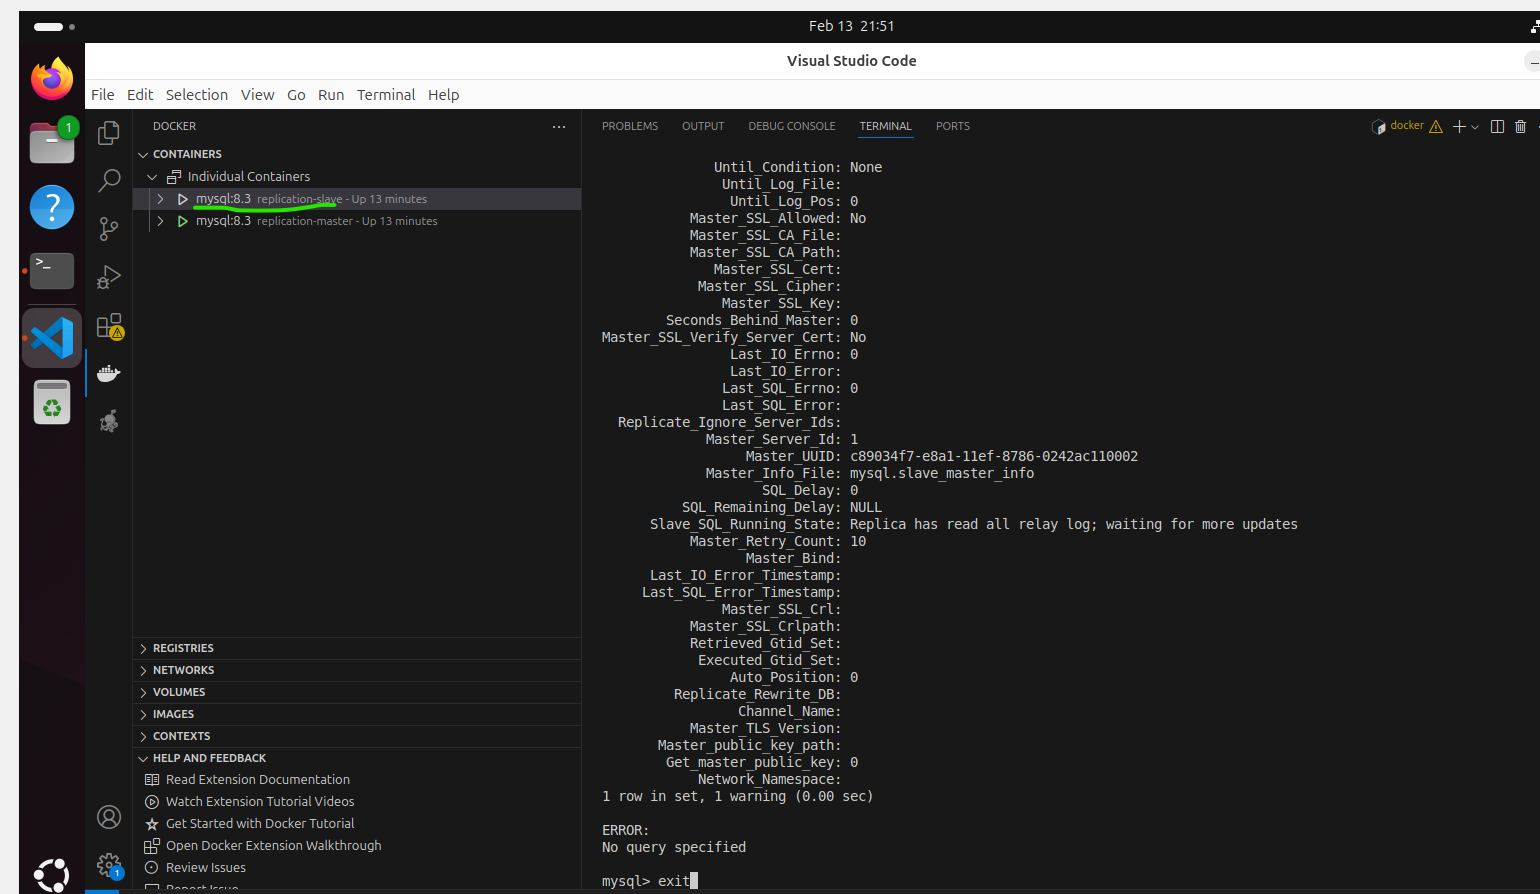 Feb 13 21:51
Visual Studio Code
File Edit Selection View Go Run Terminal Help
DOCKER
CONTAINERS
Individual Containers
mysql:8.3 replication-slave - Up 13 minutes
mysql:8.3 replication-master - Up 13 minutes
REGISTRIES
NETWORKS
VOLUMES
IMAGES
CONTEXTS
HELP AND FEEDBACK
Read Extension Documentation
Watch Extension Tutorial Videos
Get Started with Docker Tutorial
Open Docker Extension Walkthrough
Review Issues
Report Issue
1
1
PROBLEMS OUTPUT DEBUG CONSOLE TERMINAL PORTS
docker
Until_Condition: None
Until_Log_File:
Until_Log_Pos: 0
Master_SSL_Allowed: No
Master_SSL_CA_File:
Master_SSL_CA_Path:
Master_SSL_Cert:
Master_SSL_Cipher:
Master_SSL_Key:
Seconds_Behind_Master: 0
Master_SSL_Verify_Server_Cert: No
Last_IO_Errno: 0
Last_IO_Error:
Last_SQL_Errno: 0
Last_SQL_Error:
Replicate_Ignore_Server_Ids:
Master_Server_Id: 1
Master_UUID: c89034f7-e8a1-11ef-8786-0242ac110002
Master_Info_File: mysql.slave_master_info
SQL_Delay: 0
SQL_Remaining_Delay: NULL
Slave_SQL_Running_State: Replica has read all relay log; waiting for more updates
Master_Retry_Count: 10
Master_Bind:
Last_IO_Error_Timestamp:
Last_SQL_Error_Timestamp:
Master_SSL_Crl:
Master_SSL_Crlpath:
Retrieved_Gtid_Set:
Executed_Gtid_Set:
Auto_Position: 0
Replicate_Rewrite_DB:
Channel_Name:
Master_TLS_Version:
Master_public_key_path:
Get_master_public_key: 0
Network_Namespace:
1 row in set, 1 warning (0.00 sec)
ERROR:
No query specified
mysql> exit